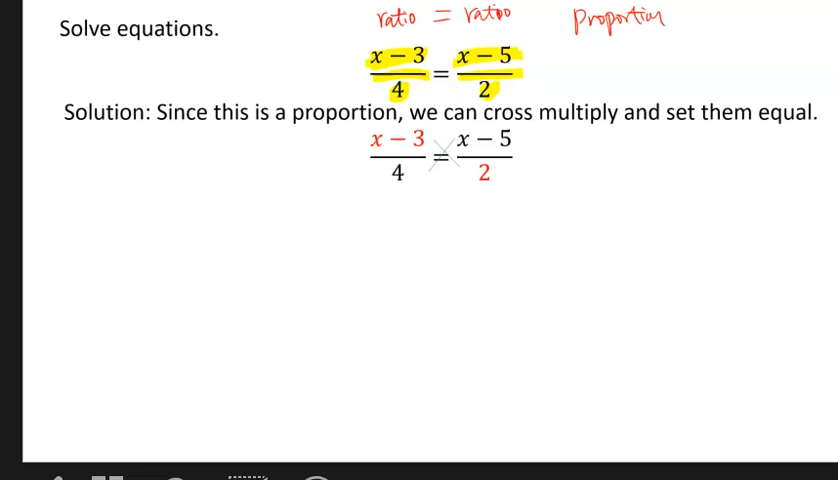 ratio = ratio Proportion
Solve equations.
x − 3 / 4 = x − 5 / 2
Solution: Since this is a proportion, we can cross multiply and set them equal.
x − 3 / 4 = x − 5 / 2